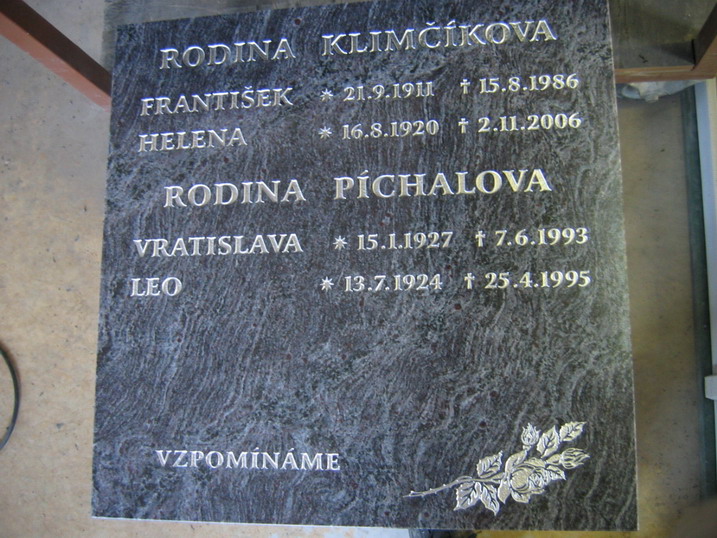 RODINA KLIMČÍKOVA
FRANTIŠEK * 21.9.1911 † 15.8.1986
HELENA * 16.8.1920 † 2.11.2006
RODINA PÍCHALOVA
VRATISLAVA * 15.1.1927 † 7.6.1993
LEO * 13.7.1924 † 25.4.1995
VZPOMÍNÁME